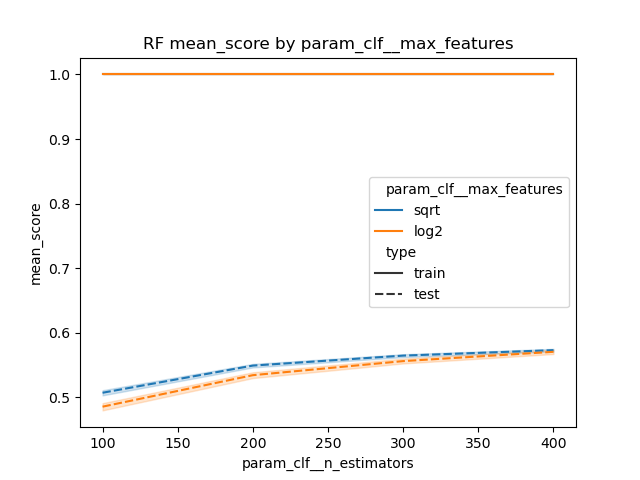 RF mean_score by param_clf__max_features
1.0
0.9
0.8
0.7
0.6
0.5
mean_score
param_clf__max_features
sqrt
log2
type
train
test
100 150 200 250 300 350 400
param_clf__n_estimators